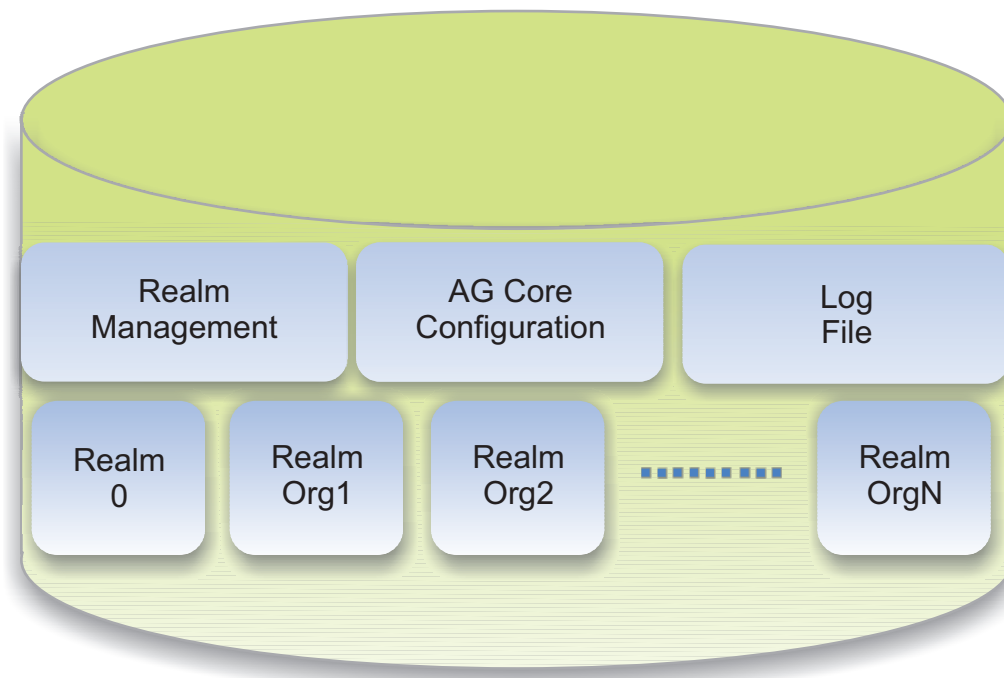 Realm
Management
AG Core
Configuration
Log
File
Realm
0
Realm
Org1
Realm
Org2
Realm
OrgN